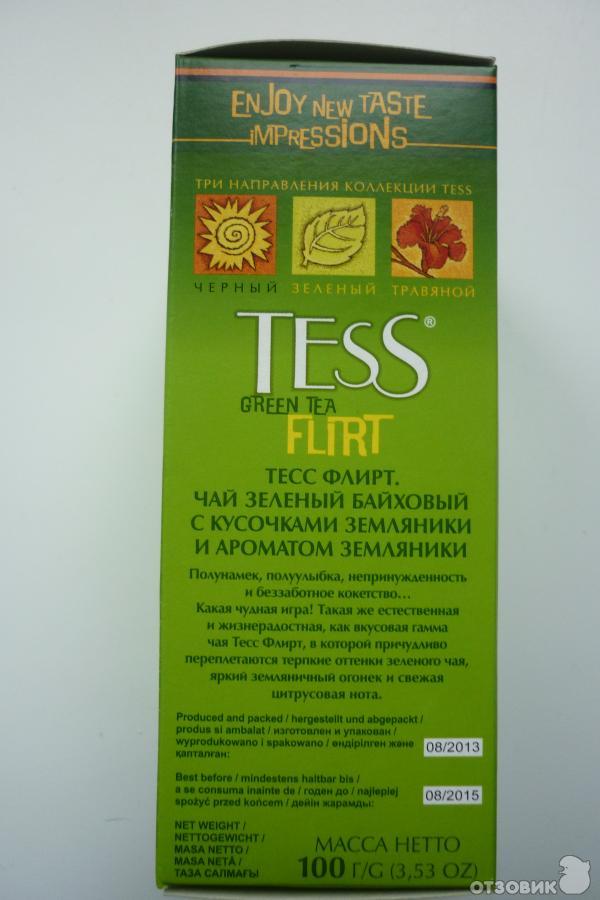 ENJOY NEW TASTE
IMPRESSIONS
ТРИ НАПРАВЛЕНИЯ КОЛЛЕКЦИИ TESS
ЧЕРНЫЙ ЗЕЛЕНЫЙ ТРАВЯНОЙ
TESS®
GREEN TEA
FLIRT
ТЕСС ФЛИРТ.
ЧАЙ ЗЕЛЕНЫЙ БАЙХОВЫЙ
С КУСОЧКАМИ ЗЕМЛЯНИКИ
И АРОМАТОМ ЗЕМЛЯНИКИ
Полунамек, полуулыбка, непринужденность
и беззаботное кокетство...
Какая чудная игра! Такая же естественная
и жизнерадостная, как вкусовая гамма
чая Тесс Флирт, в которой причудливо
переплетаются терпкие оттенки зеленого чая,
яркий земляничный огонек и свежая
цитрусовая нота.
Produced and packed / hergestellt und abgepackt /
produs si ambalat / изготовлен и упакован /
wyprodukowano i spakowano / өндірілген және
қапталған:
08/2013
Best before / mindestens haltbar bis /
a se consuma inainte de / годен до / najlepiej
spożyć przed końcem / дейін жарамды:
08/2015
NET WEIGHT /
NETTOGEWICHT /
MASA NETTO /
MASA NETĂ /
ТАЗА САЛМАҒЫ
МАССА НЕТТО
100 Г/G (3,53 OZ)
ОТЗОВИК